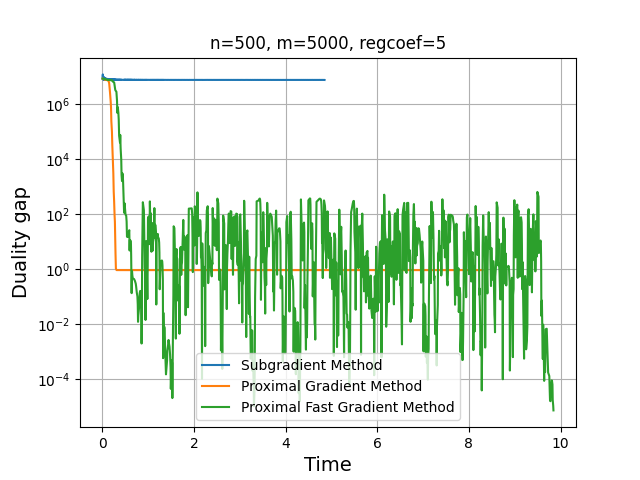 n=500, m=5000, regcoef=5
Duality gap
10^6
10^4
10^2
10^0
10^−2
10^−4
Subgradient Method
Proximal Gradient Method
Proximal Fast Gradient Method
0 2 4 6 8 10
Time